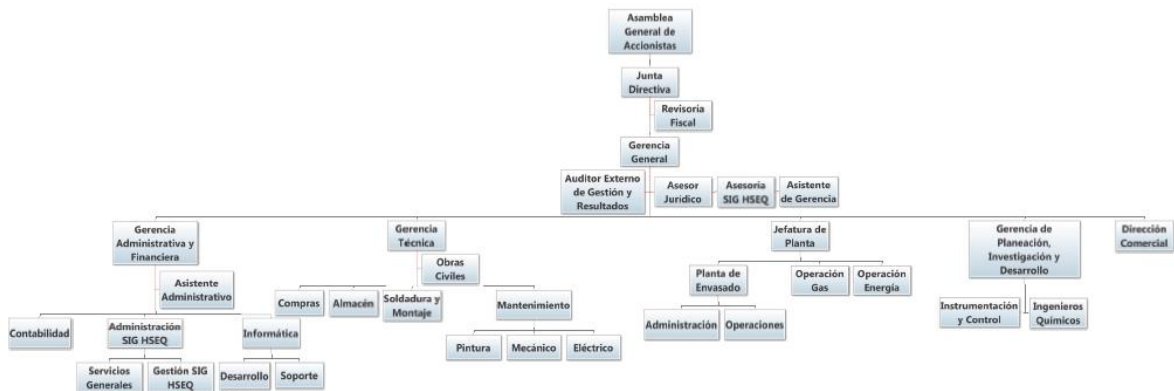 Asamblea
General de
Accionistas
Junta
Directiva
Revisoría
Fiscal
Gerencia
General
Auditor Externo
de Gestión y
Resultados
Asesor
Jurídico
Asesoría
SIG HSEQ
Asistente
de Gerencia
Gerencia
Administrativa y
Financiera
Asistente
Administrativo
Contabilidad
Administración
SIG HSEQ
Servicios
Generales
Gestión SIG
HSEQ
Informática
Desarrollo
Soporte
Gerencia
Técnica
Obras
Civiles
Compras
Almacén
Soldadura y
Montaje
Mantenimiento
Pintura
Mecánico
Eléctrico
Jefatura de
Planta
Planta de
Envasado
Administración
Operaciones
Operación
Gas
Operación
Energía
Gerencia de
Planeación,
Investigación y
Desarrollo
Instrumentación
y Control
Ingenieros
Químicos
Dirección
Comercial